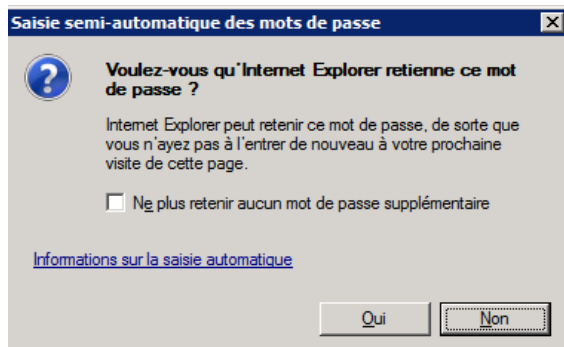 Saisie semi-automatique des mots de passe
Voulez-vous qu'Internet Explorer retienne ce mot
de passe ?
Internet Explorer peut retenir ce mot de passe, de sorte que
vous n'ayez pas à l'entrer de nouveau à votre prochaine
visite de cette page.
Ne plus retenir aucun mot de passe supplémentaire
Informations sur la saisie automatique
Oui Non